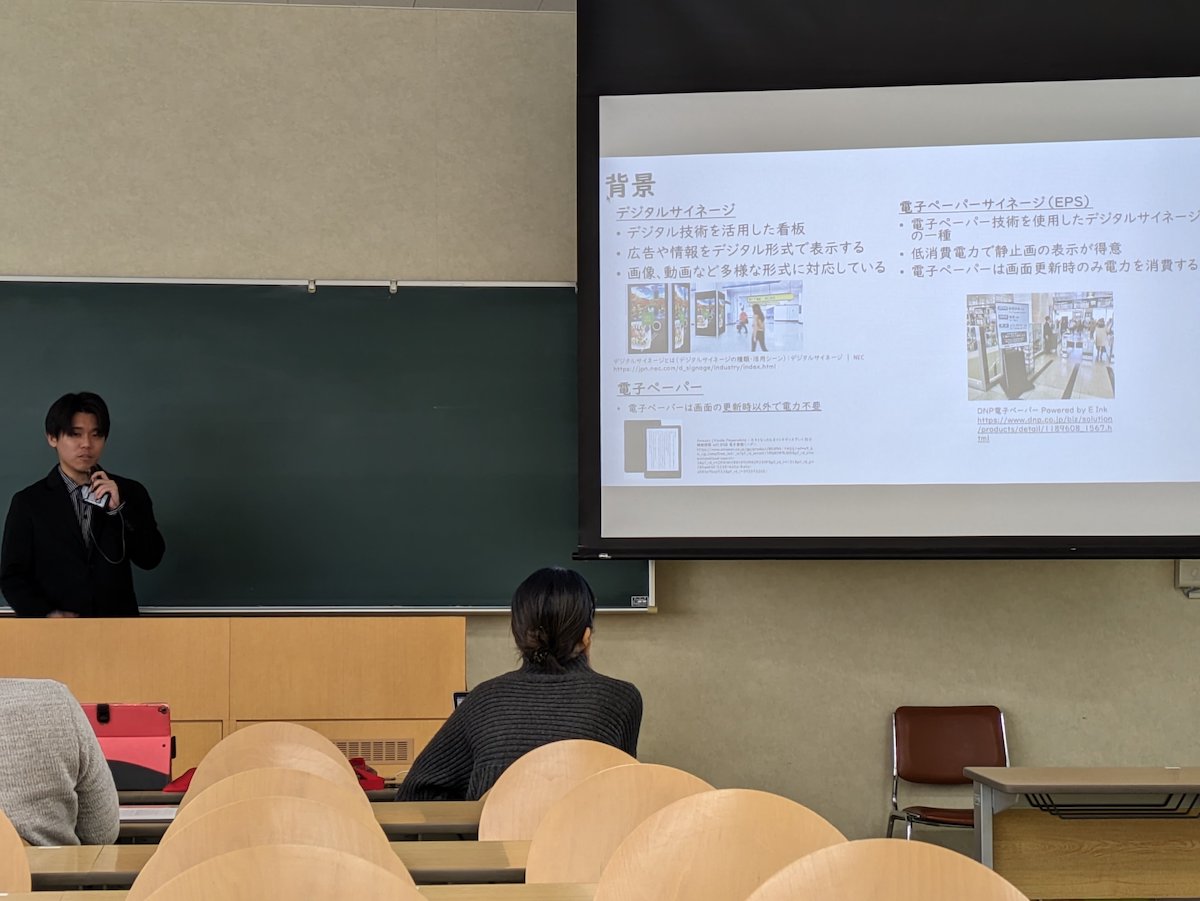 背景
デジタルサイネージ
• デジタル技術を活用した看板
• 広告や情報をデジタル形式で表示する
• 画像、動画など多様な形式に対応している
デジタルサイネージとは(デジタルサイネージの種類・活用シーン):デジタルサイネージ | NEC
https://jpn.nec.com/d_signage/industry/index.html
電子ペーパー
• 電子ペーパーは画面の更新時以外で電力不要
電子ペーパーサイネージ(EPS)
• 電子ペーパー技術を使用したデジタルサイネージ
の一種
• 低消費電力で静止画の表示が得意
• 電子ペーパーは画面更新時のみ電力を消費する
DNP電子ペーパー Powered by E Ink
https://www.dnp.co.jp/biz/solution
/products/detail/1189608_1567.h
tml